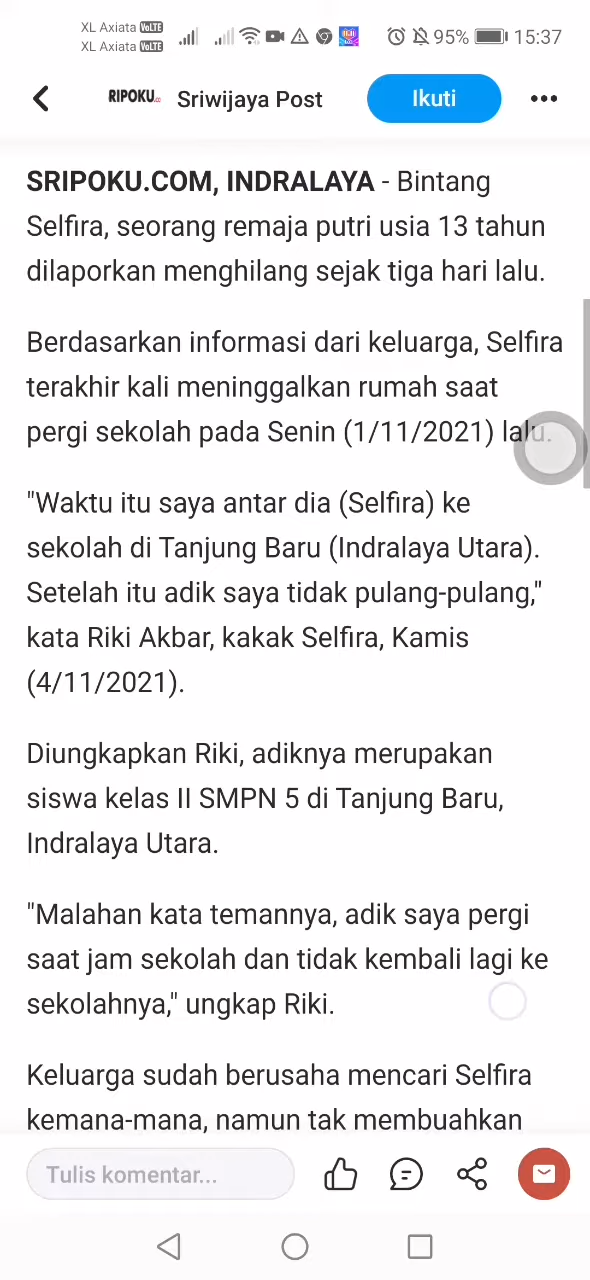 XL Axiata VoLTE
XL Axiata VoLTE
95% 15:37
RIPOKU.co Sriwijaya Post Ikuti
SRIPOKU.COM, INDRALAYA - Bintang
Selfira, seorang remaja putri usia 13 tahun
dilaporkan menghilang sejak tiga hari lalu.
Berdasarkan informasi dari keluarga, Selfira
terakhir kali meninggalkan rumah saat
pergi sekolah pada Senin (1/11/2021) lalu.
"Waktu itu saya antar dia (Selfira) ke
sekolah di Tanjung Baru (Indralaya Utara).
Setelah itu adik saya tidak pulang-pulang,"
kata Riki Akbar, kakak Selfira, Kamis
(4/11/2021).
Diungkapkan Riki, adiknya merupakan
siswa kelas II SMPN 5 di Tanjung Baru,
Indralaya Utara.
"Malahan kata temannya, adik saya pergi
saat jam sekolah dan tidak kembali lagi ke
sekolahnya," ungkap Riki.
Keluarga sudah berusaha mencari Selfira
kemana-mana, namun tak membuahkan
Tulis komentar...